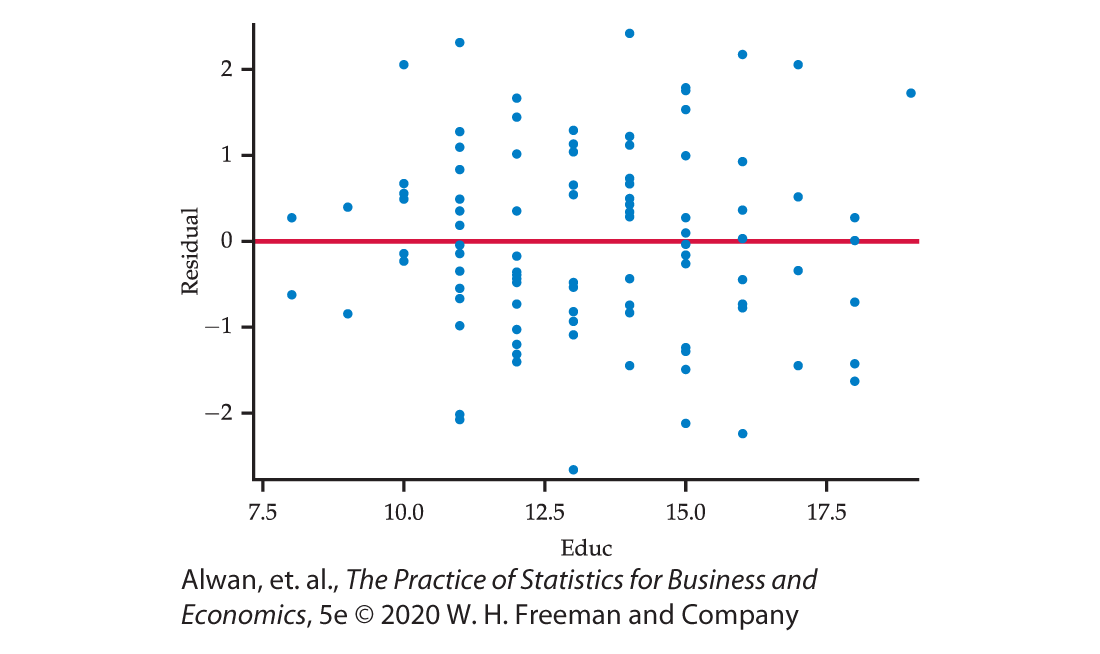 2
1
0
−1
−2
Residual
7.5 10.0 12.5 15.0 17.5
Educ
Alwan, et. al., The Practice of Statistics for Business and
Economics, 5e © 2020 W. H. Freeman and Company